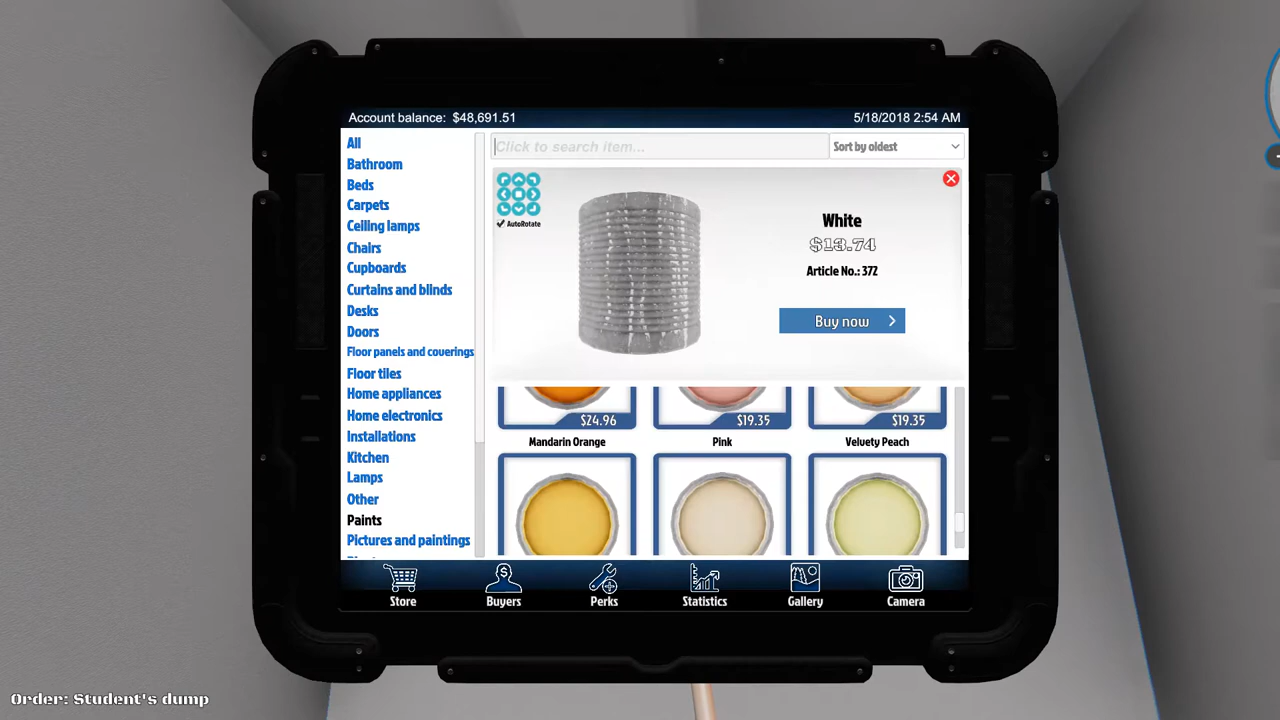 Account balance: $48,691.51
5/18/2018 2:54 AM
All
Bathroom
Beds
Carpets
Ceiling lamps
Chairs
Cupboards
Curtains and blinds
Desks
Doors
Floor panels and coverings
Floor tiles
Home appliances
Home electronics
Installations
Kitchen
Lamps
Other
Paints
Pictures and paintings
Click to search item...
Sort by oldest
AutoRotate
White
$13.74
Article No.: 372
Buy now
$24.96
$19.35
$19.35
Mandarin Orange
Pink
Velvety Peach
Store
Buyers
Perks
Statistics
Gallery
Camera
Order: Student's dump